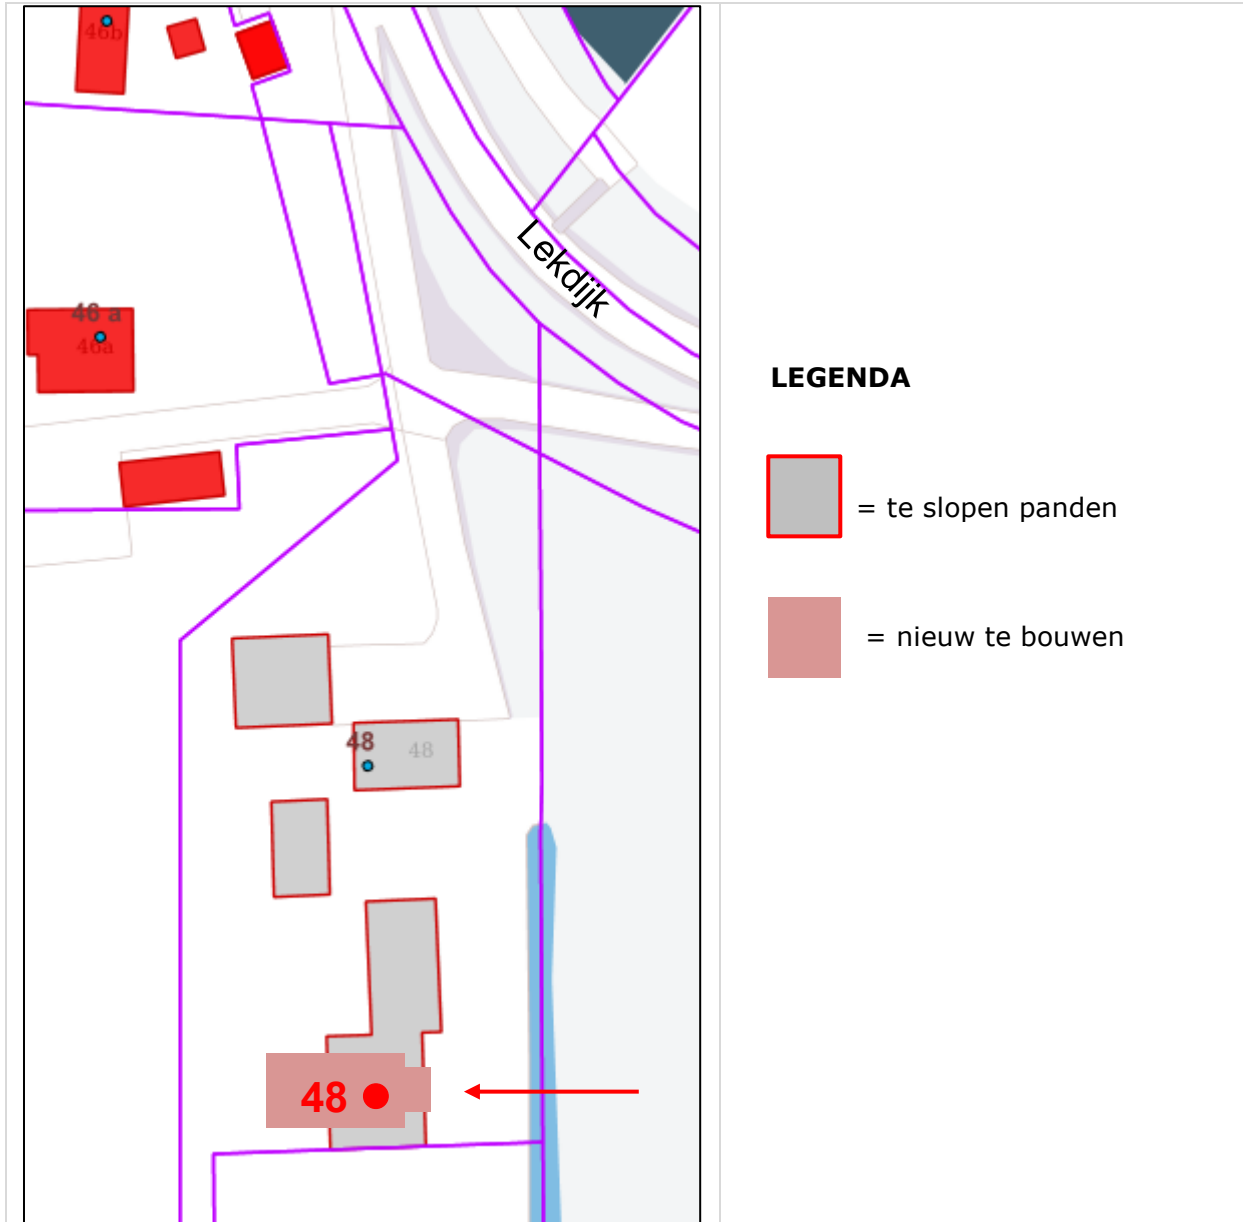 46b
Lekdijk
46 a
46a
LEGENDA
= te slopen panden
= nieuw te bouwen
48
48
48